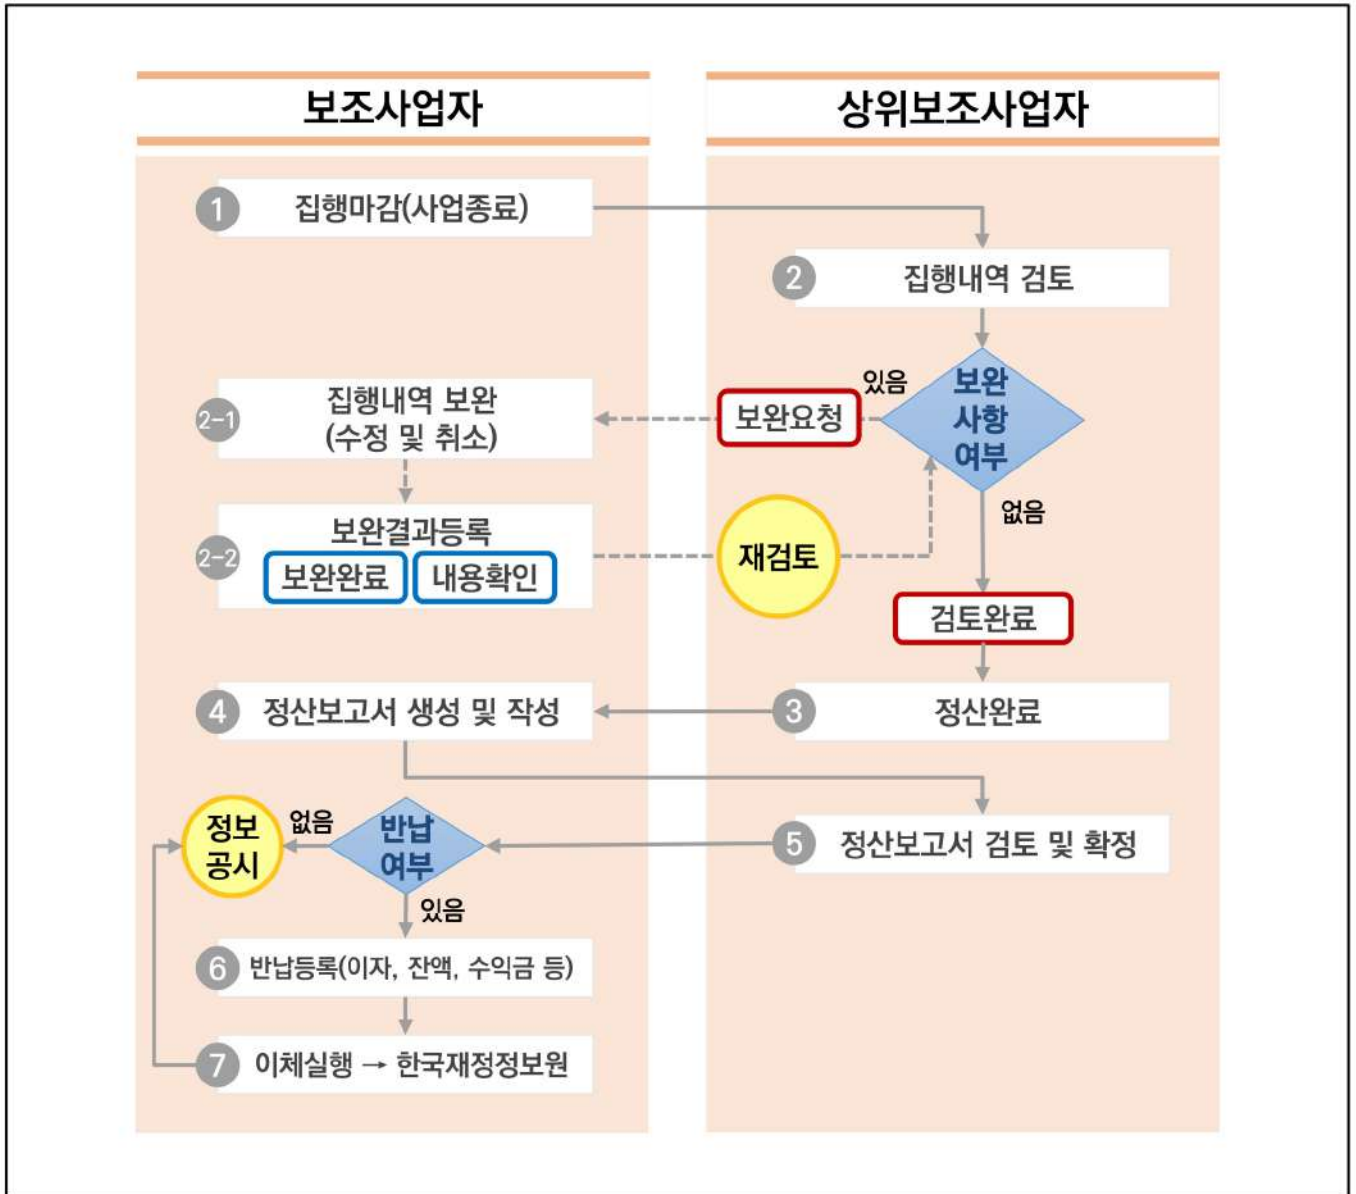 보조사업자
상위보조사업자
1 집행마감(사업종료)
2 집행내역 검토
보완
사항
여부
있음
보완요청
2-1 집행내역 보완
(수정 및 취소)
2-2 보완결과등록
보완완료 내용확인
재검토
없음
검토완료
3 정산완료
4 정산보고서 생성 및 작성
5 정산보고서 검토 및 확정
반납
여부
없음
정보
공시
있음
6 반납등록(이자, 잔액, 수익금 등)
7 이체실행 → 한국재정정보원